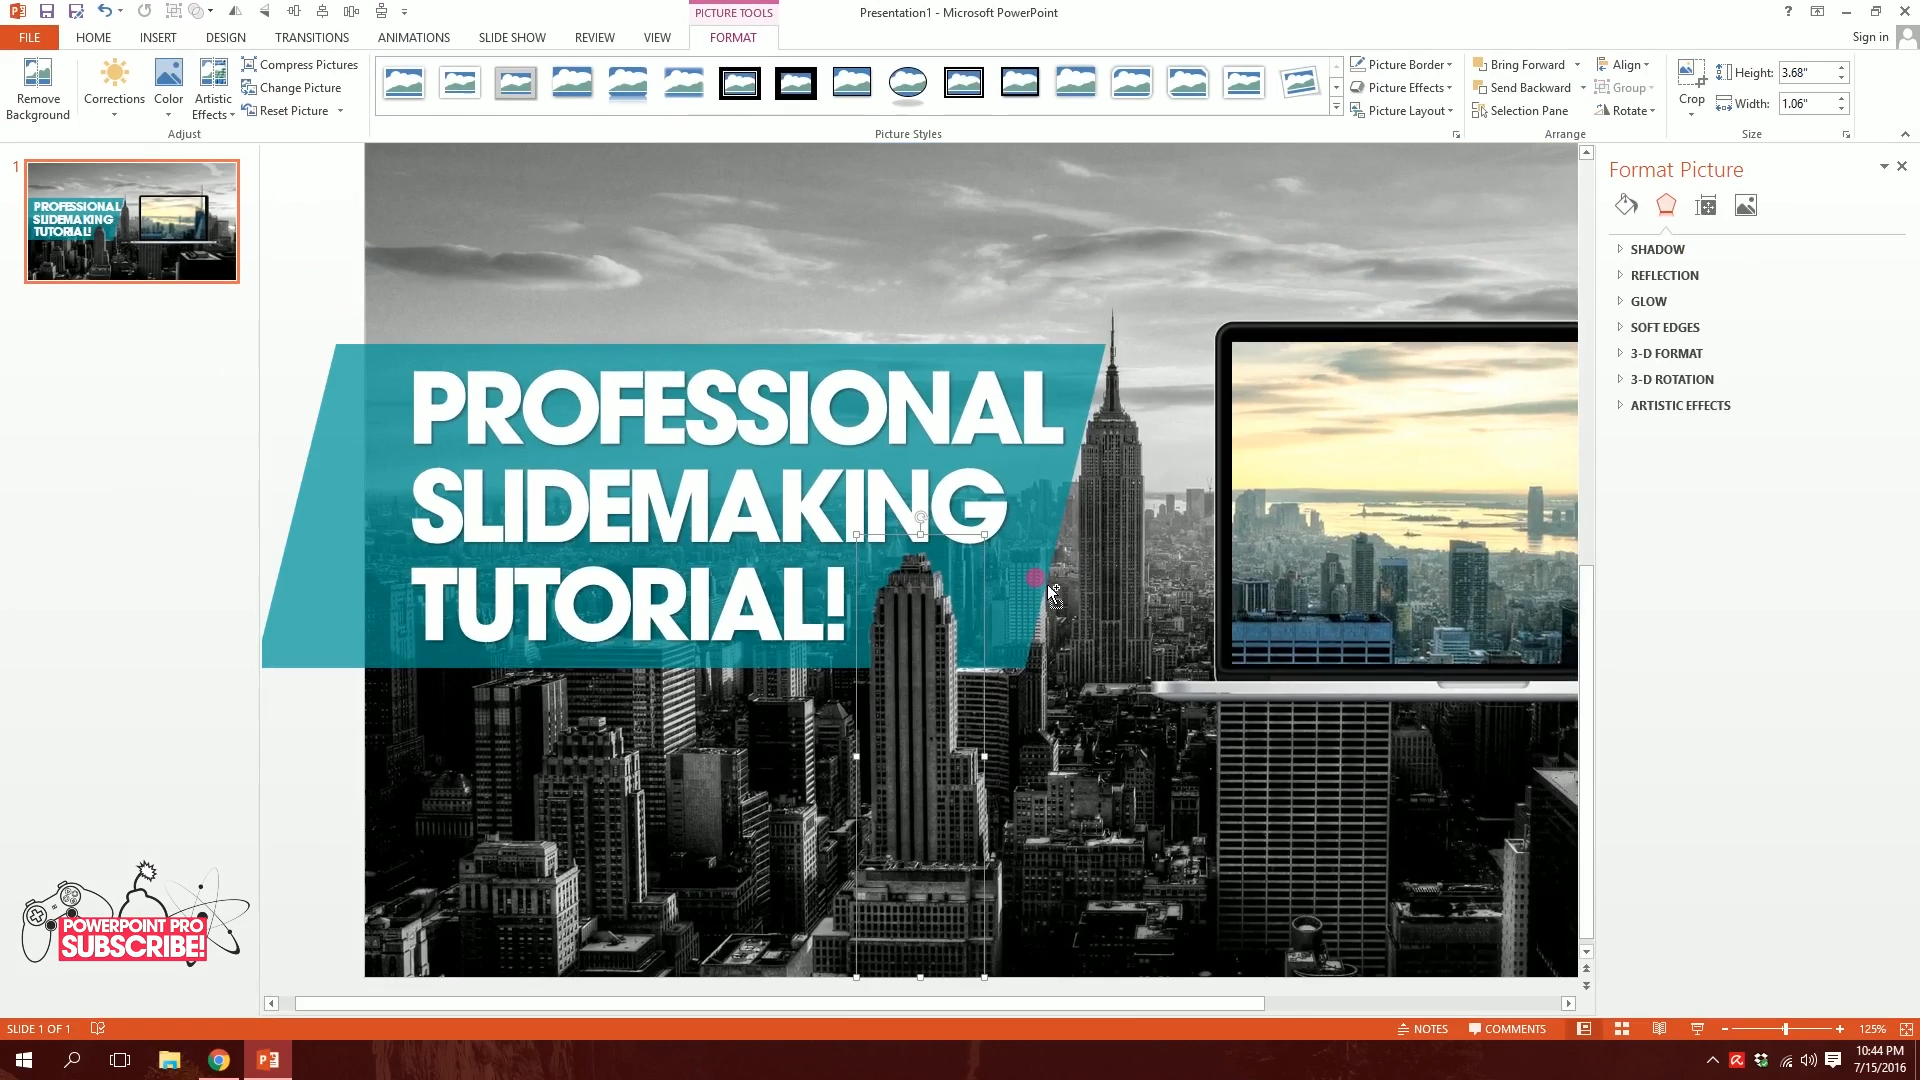 PICTURE TOOLS
Presentation1 - Microsoft PowerPoint
?
FILE
HOME
INSERT
DESIGN
TRANSITIONS
ANIMATIONS
SLIDE SHOW
REVIEW
VIEW
FORMAT
Sign in
Remove
Background
Corrections
Color
Artistic
Effects
Compress Pictures
Change Picture
Reset Picture
Adjust
Picture Styles
Picture Border
Picture Effects
Picture Layout
Bring Forward
Send Backward
Selection Pane
Align
Group
Rotate
Arrange
Crop
Height: 3.68"
Width: 1.06"
Size
1
PROFESSIONAL
SLIDEMAKING
TUTORIAL!
PROFESSIONAL
SLIDEMAKING
TUTORIAL!
Format Picture
SHADOW
REFLECTION
GLOW
SOFT EDGES
3-D FORMAT
3-D ROTATION
ARTISTIC EFFECTS
POWERPOINT PRO
SUBSCRIBE!
SLIDE 1 OF 1
NOTES
COMMENTS
125%
10:44 PM
7/15/2016